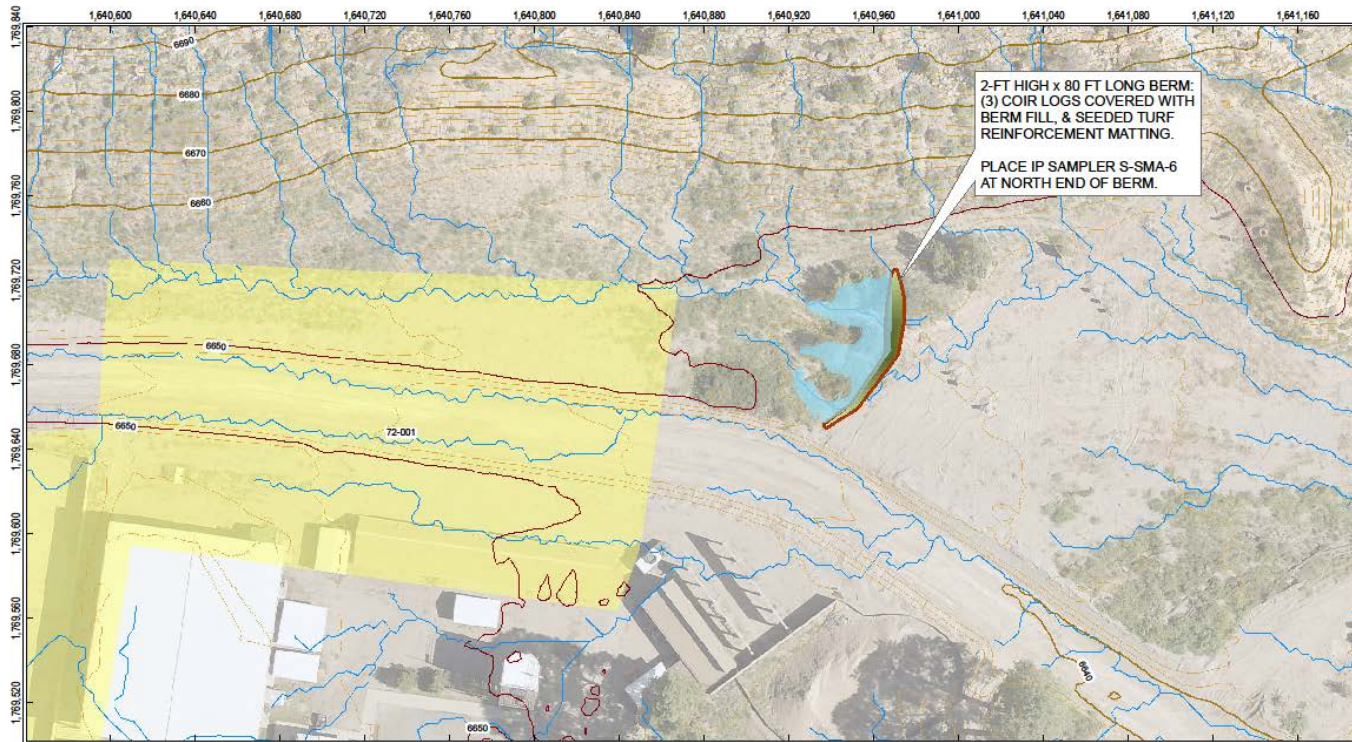 1,640,600 1,640,640 1,640,680 1,640,720 1,640,760 1,640,800 1,640,840 1,640,880 1,640,920 1,640,960 1,641,000 1,641,040 1,641,080 1,641,120 1,641,160
1,769,840
1,769,800
1,769,760
1,769,720
1,769,680
1,769,640
1,769,600
1,769,560
1,769,520
6690
6680
6670
6660
2-FT HIGH x 80 FT LONG BERM:
(3) COIR LOGS COVERED WITH
BERM FILL, & SEEDED TURF
REINFORCEMENT MATTING.
PLACE IP SAMPLER S-SMA-6
AT NORTH END OF BERM.
6650
6650
72-001
6640
6650